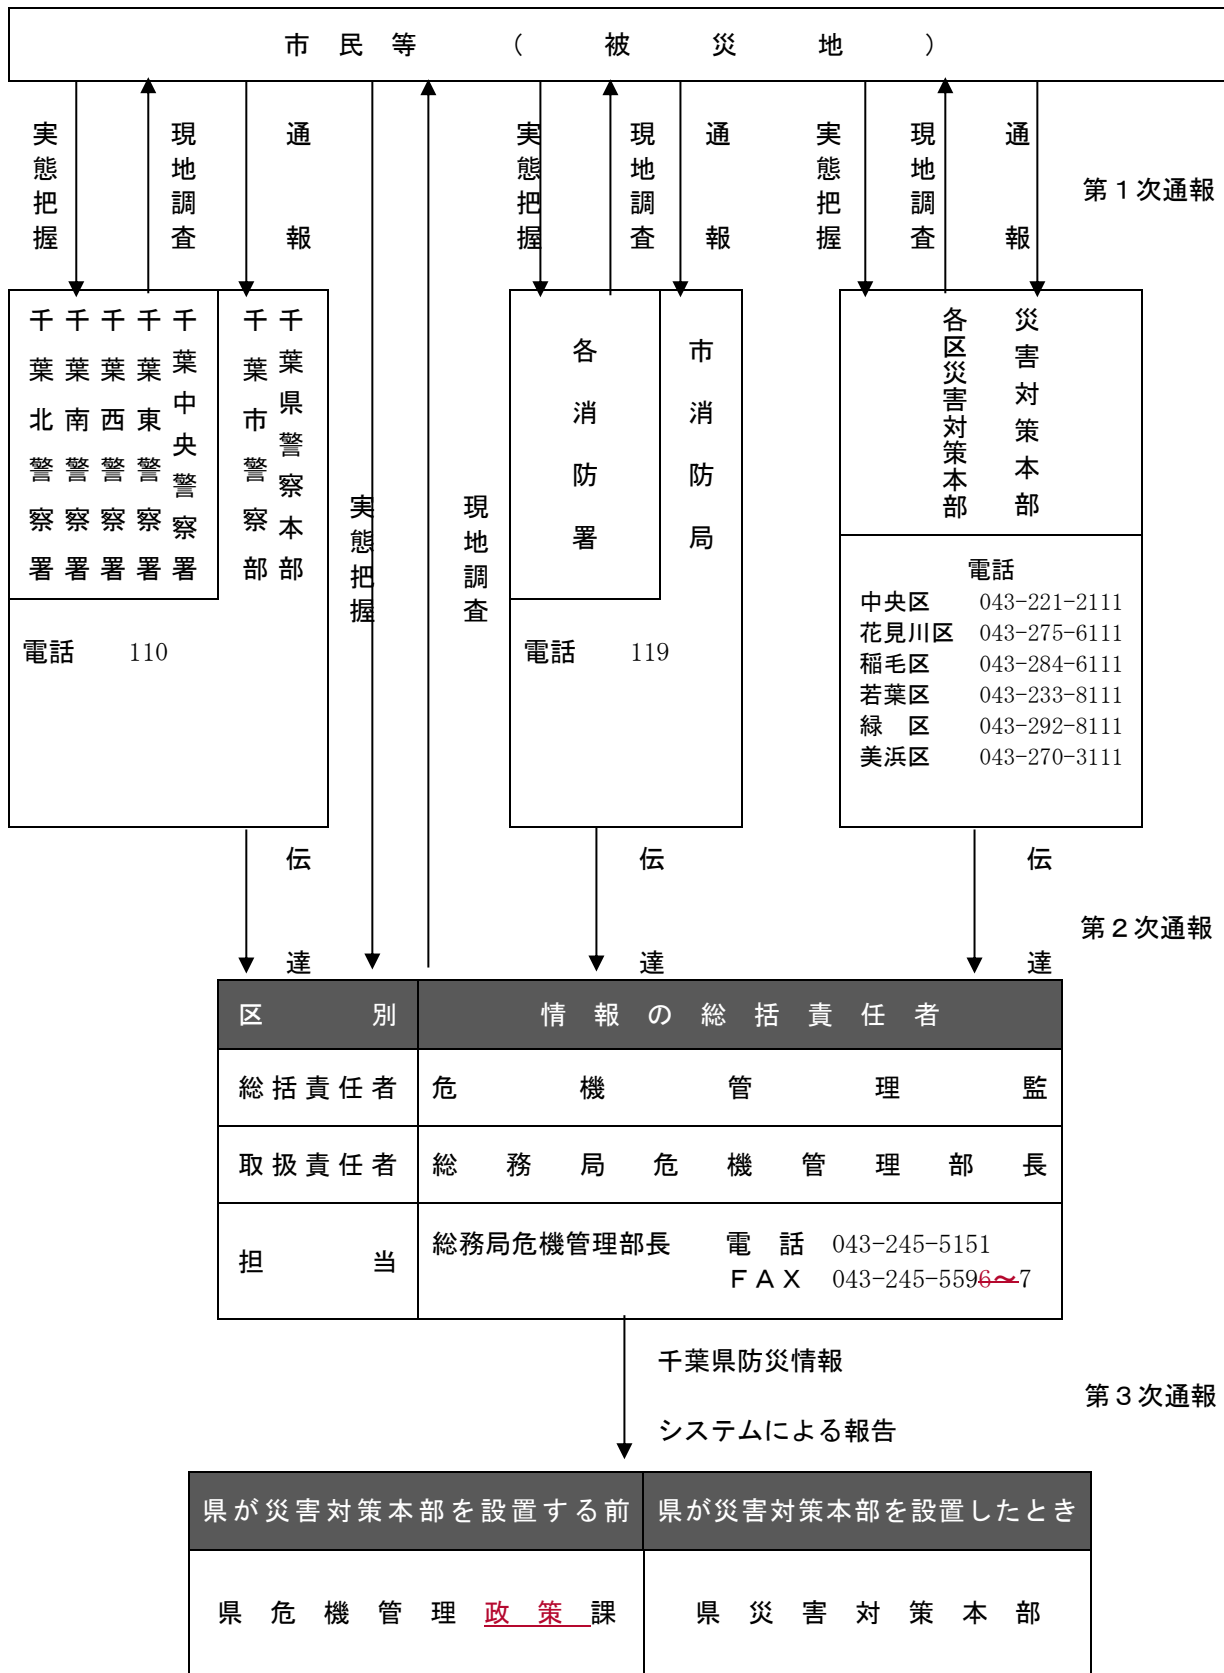 市民等（被災地）
実態把握
現地調査
通報
実態把握
現地調査
通報
実態把握
現地調査
通報
第１次通報
千葉北警察署
千葉南警察署
千葉西警察署
千葉東警察署
千葉中央警察署
千葉市警察部
千葉県警察本部
電話 110
実態把握
現地調査
各消防署
市消防局
電話 119
各区災害対策本部
災害対策本部
電話
中央区 043-221-2111
花見川区 043-275-6111
稲毛区 043-284-6111
若葉区 043-233-8111
緑　区 043-292-8111
美浜区 043-270-3111
伝達
伝達
伝達
第２次通報
区別 情報の総括責任者
総括責任者 危機管理監
取扱責任者 総務局危機管理部長
担当 総務局危機管理部長 電　話 043-245-5151
ＦＡＸ 043-245-5596～7
千葉県防災情報
システムによる報告
第３次通報
県が災害対策本部を設置する前 県が災害対策本部を設置したとき
県危機管理政策課 県災害対策本部